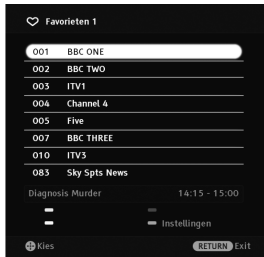 Favorieten 1
001 BBC ONE
002 BBC TWO
003 ITV1
004 Channel 4
005 Five
007 BBC THREE
010 ITV3
083 Sky Spts News
Diagnosis Murder 14:15 - 15:00
Instellingen
Kies RETURN Exit